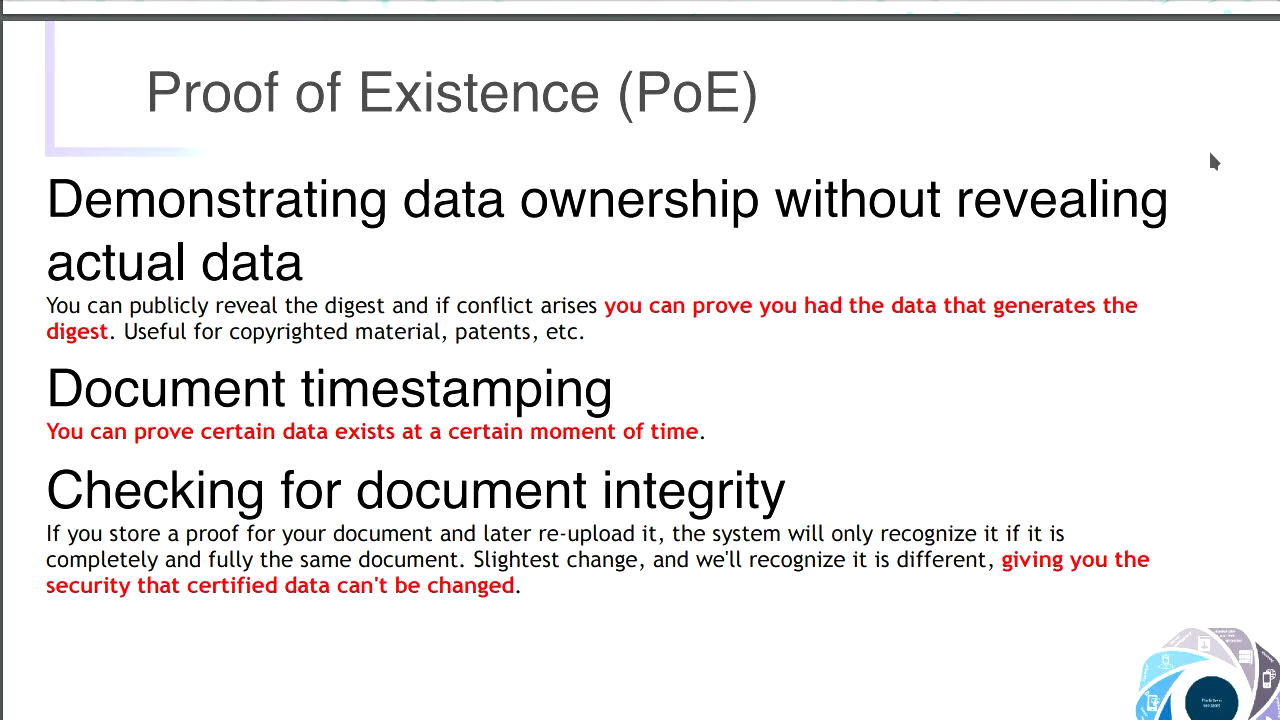 Proof of Existence (PoE)
Demonstrating data ownership without revealing
actual data
You can publicly reveal the digest and if conflict arises you can prove you had the data that generates the
digest. Useful for copyrighted material, patents, etc.
Document timestamping
You can prove certain data exists at a certain moment of time.
Checking for document integrity
If you store a proof for your document and later re-upload it, the system will only recognize it if it is
completely and fully the same document. Slightest change, and we'll recognize it is different, giving you the
security that certified data can't be changed.